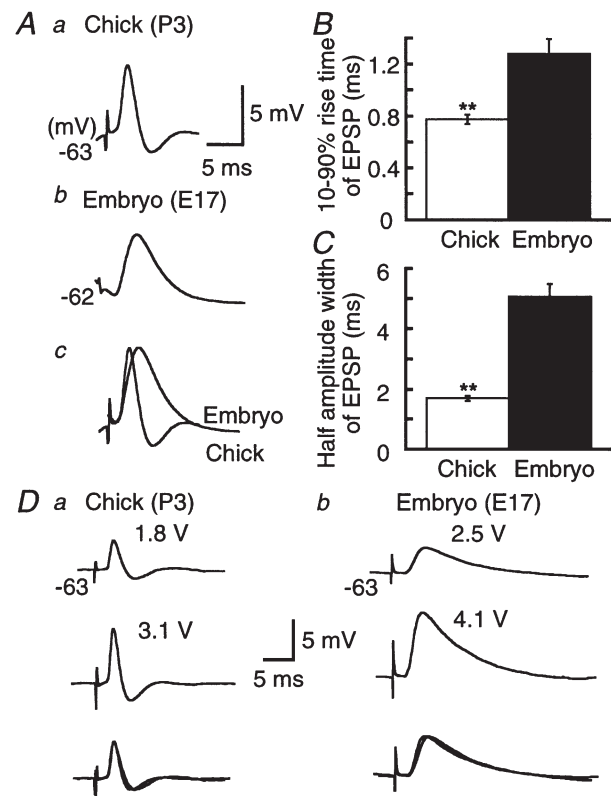 A a Chick (P3)
(mV)
-63
5 mV
5 ms
b Embryo (E17)
-62
c
Embryo
Chick
B
10-90% rise time
of EPSP (ms)
1.2
0.8
0.4
0
**
Chick Embryo
C
Half amplitude width
of EPSP (ms)
6
4
2
0
**
Chick Embryo
D a Chick (P3)
1.8 V
-63
3.1 V
5 mV
5 ms
b Embryo (E17)
2.5 V
-63
4.1 V